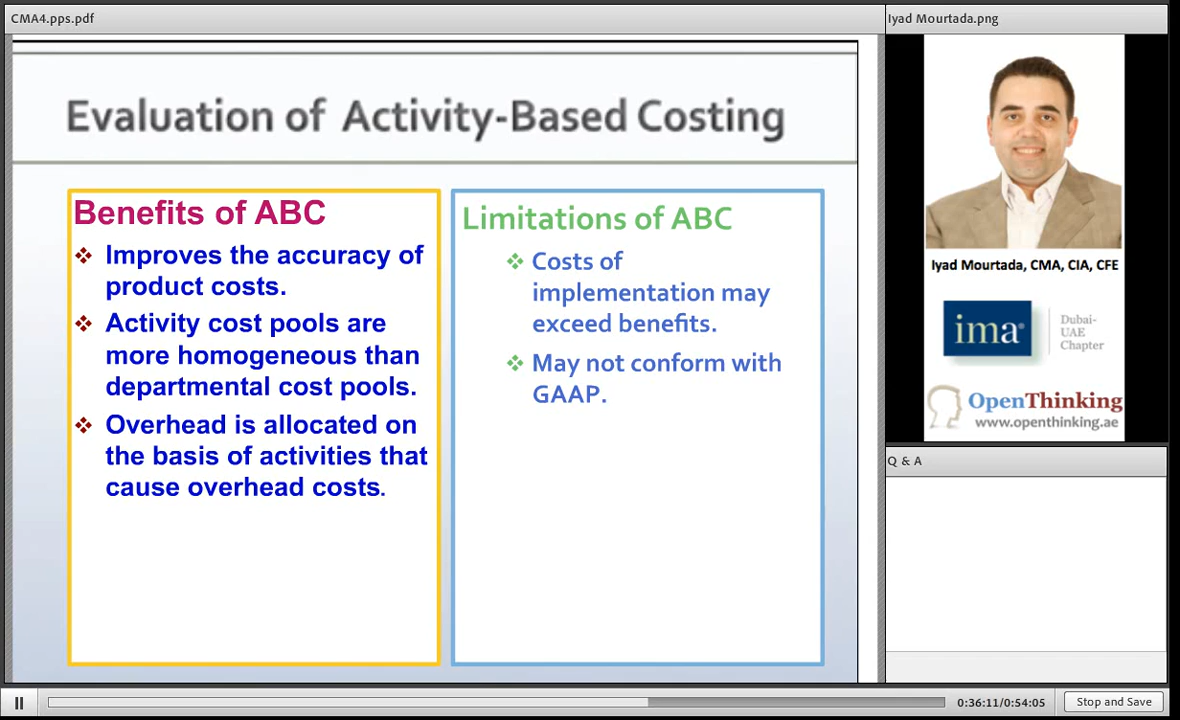 CMA4.pps.pdf
Evaluation of Activity-Based Costing
Benefits of ABC
Improves the accuracy of
product costs.
Activity cost pools are
more homogeneous than
departmental cost pools.
Overhead is allocated on
the basis of activities that
cause overhead costs.
Limitations of ABC
Costs of
implementation may
exceed benefits.
May not conform with
GAAP.
Iyad Mourtada.png
Iyad Mourtada, CMA, CIA, CFE
ima®
Dubai-
UAE
Chapter
OpenThinking
www.openthinking.ae
Q & A
0:36:11/0:54:05
Stop and Save